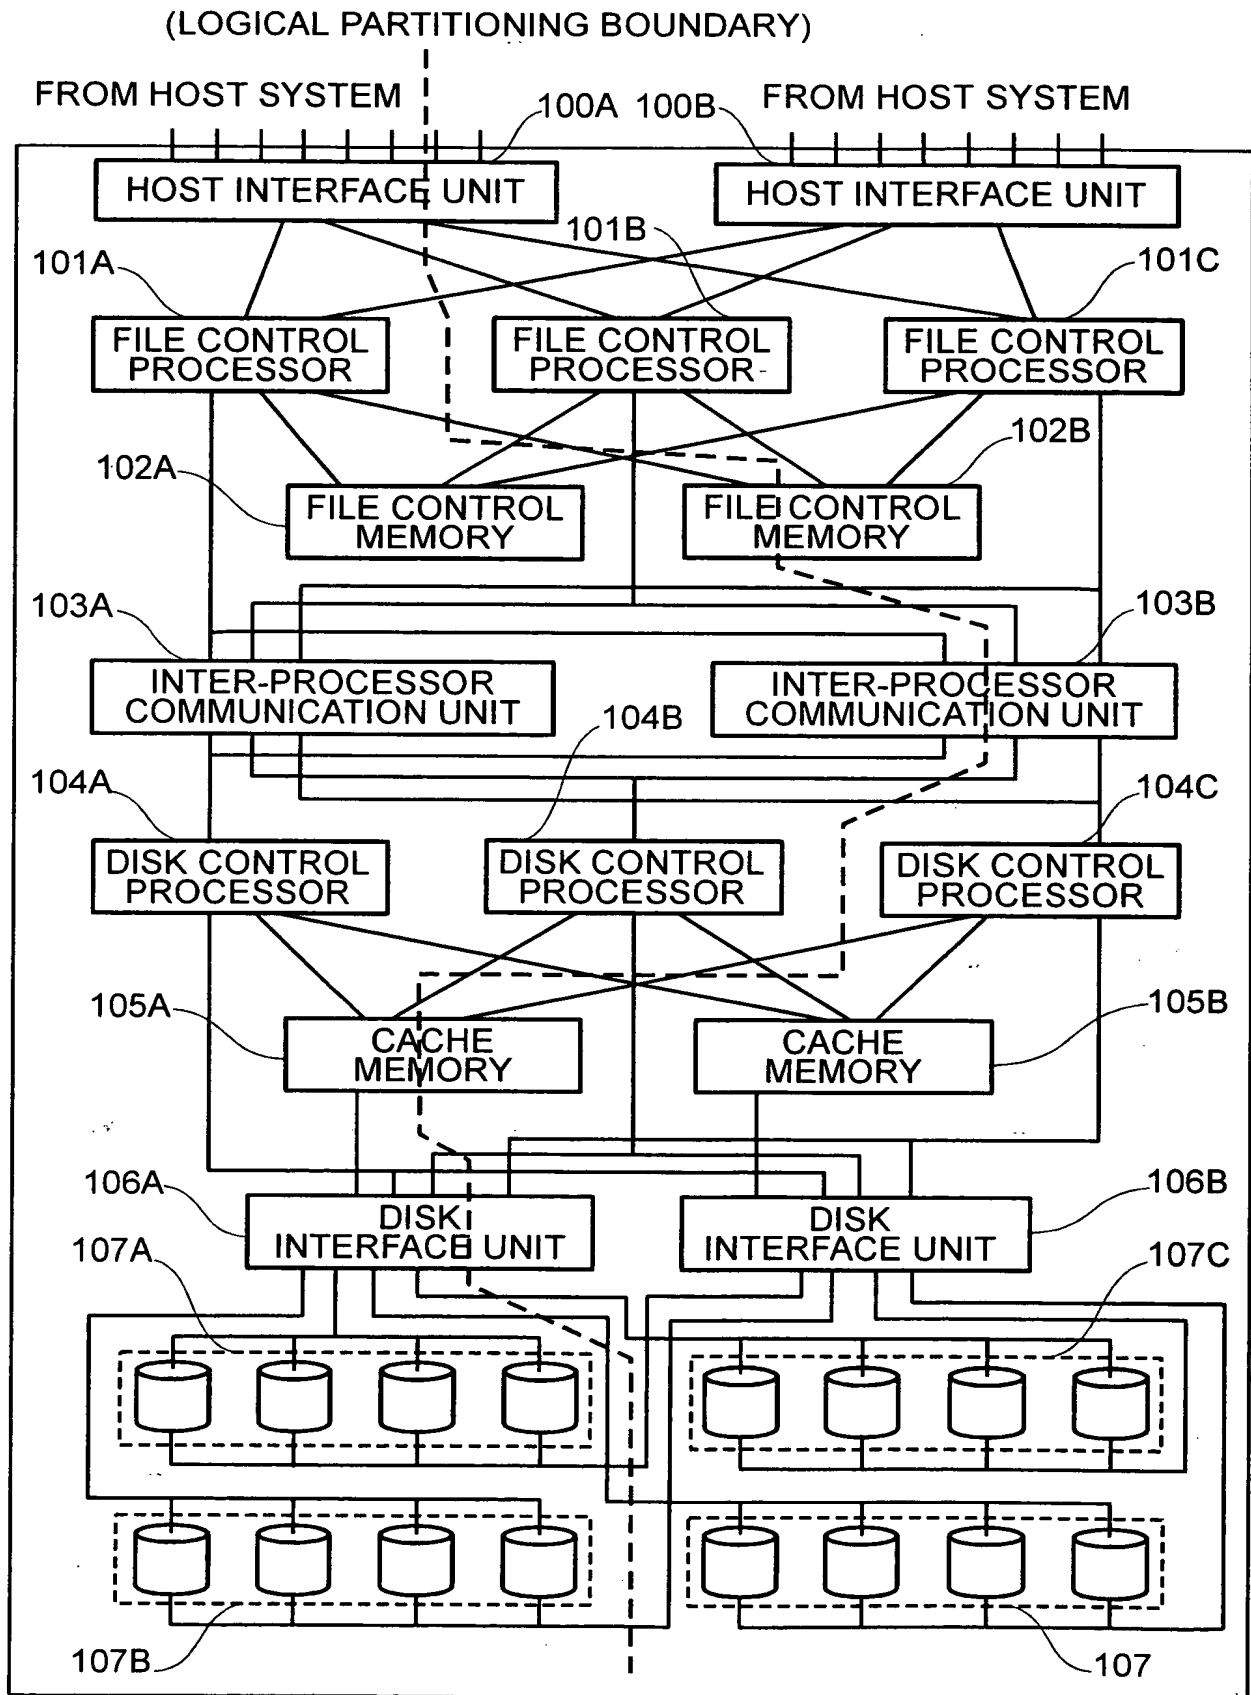 (LOGICAL PARTITIONING BOUNDARY)
FROM HOST SYSTEM
FROM HOST SYSTEM
100A
100B
HOST INTERFACE UNIT
HOST INTERFACE UNIT
101A
101B
101C
FILE CONTROL
PROCESSOR
FILE CONTROL
PROCESSOR
FILE CONTROL
PROCESSOR
102A
102B
FILE CONTROL
MEMORY
FILE CONTROL
MEMORY
103A
103B
INTER-PROCESSOR
COMMUNICATION UNIT
INTER-PROCESSOR
COMMUNICATION UNIT
104A
104B
104C
DISK CONTROL
PROCESSOR
DISK CONTROL
PROCESSOR
DISK CONTROL
PROCESSOR
105A
105B
CACHE
MEMORY
CACHE
MEMORY
106A
106B
DISK
INTERFACE UNIT
DISK
INTERFACE UNIT
107A
107C
107B
107